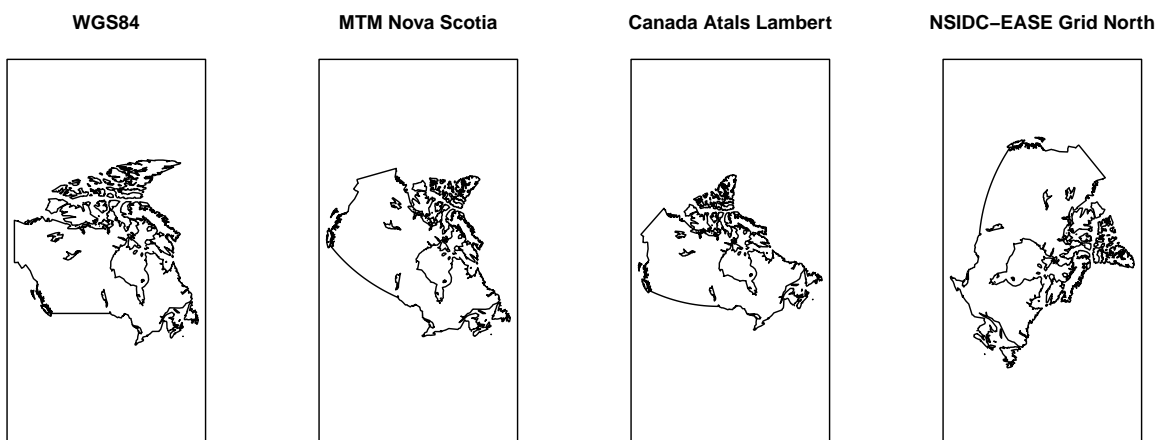 WGS84
MTM Nova Scotia
Canada Atals Lambert
NSIDC−EASE Grid North